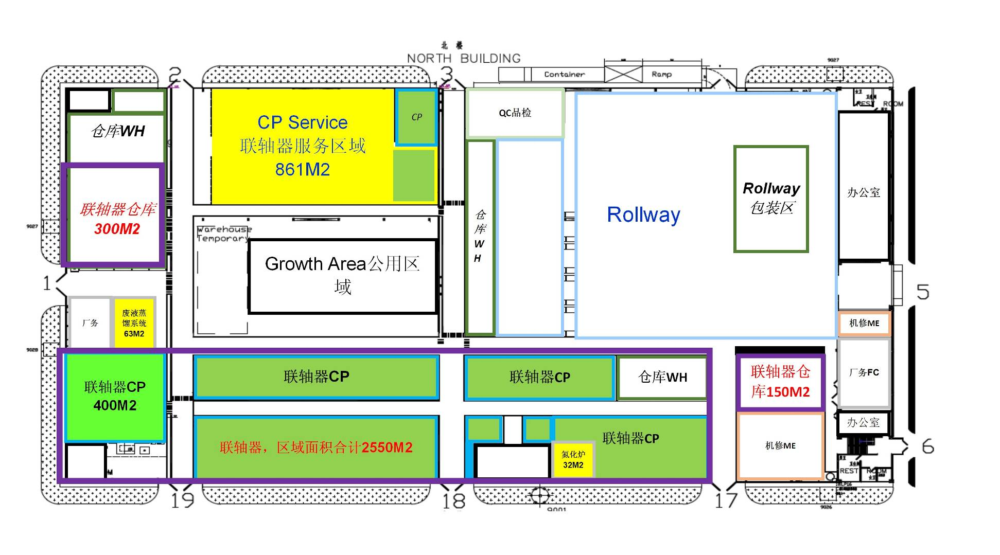 北 楼
NORTH BUILDING
9027
2
3
Container
Ramp
女卫
REST ROOM
CP Service
联轴器服务区域
861M2
CP
QC品检
仓库WH
联轴器仓库
300M2
9027
Warehouse
Temporary
Growth Area公用区
域
仓
库
W
H
Rollway
Rollway
包装区
办公室
1
5
厂务
废液蒸
馏系统
63M2
机修ME
9028
联轴器CP
400M2
联轴器CP
联轴器CP
仓库WH
联轴器仓
库150M2
厂务FC
联轴器，区域面积合计2550M2
联轴器CP
氮化炉
32M2
机修ME
办公室
6
REST ROOM
女卫
M
19
18
17
9001
9026